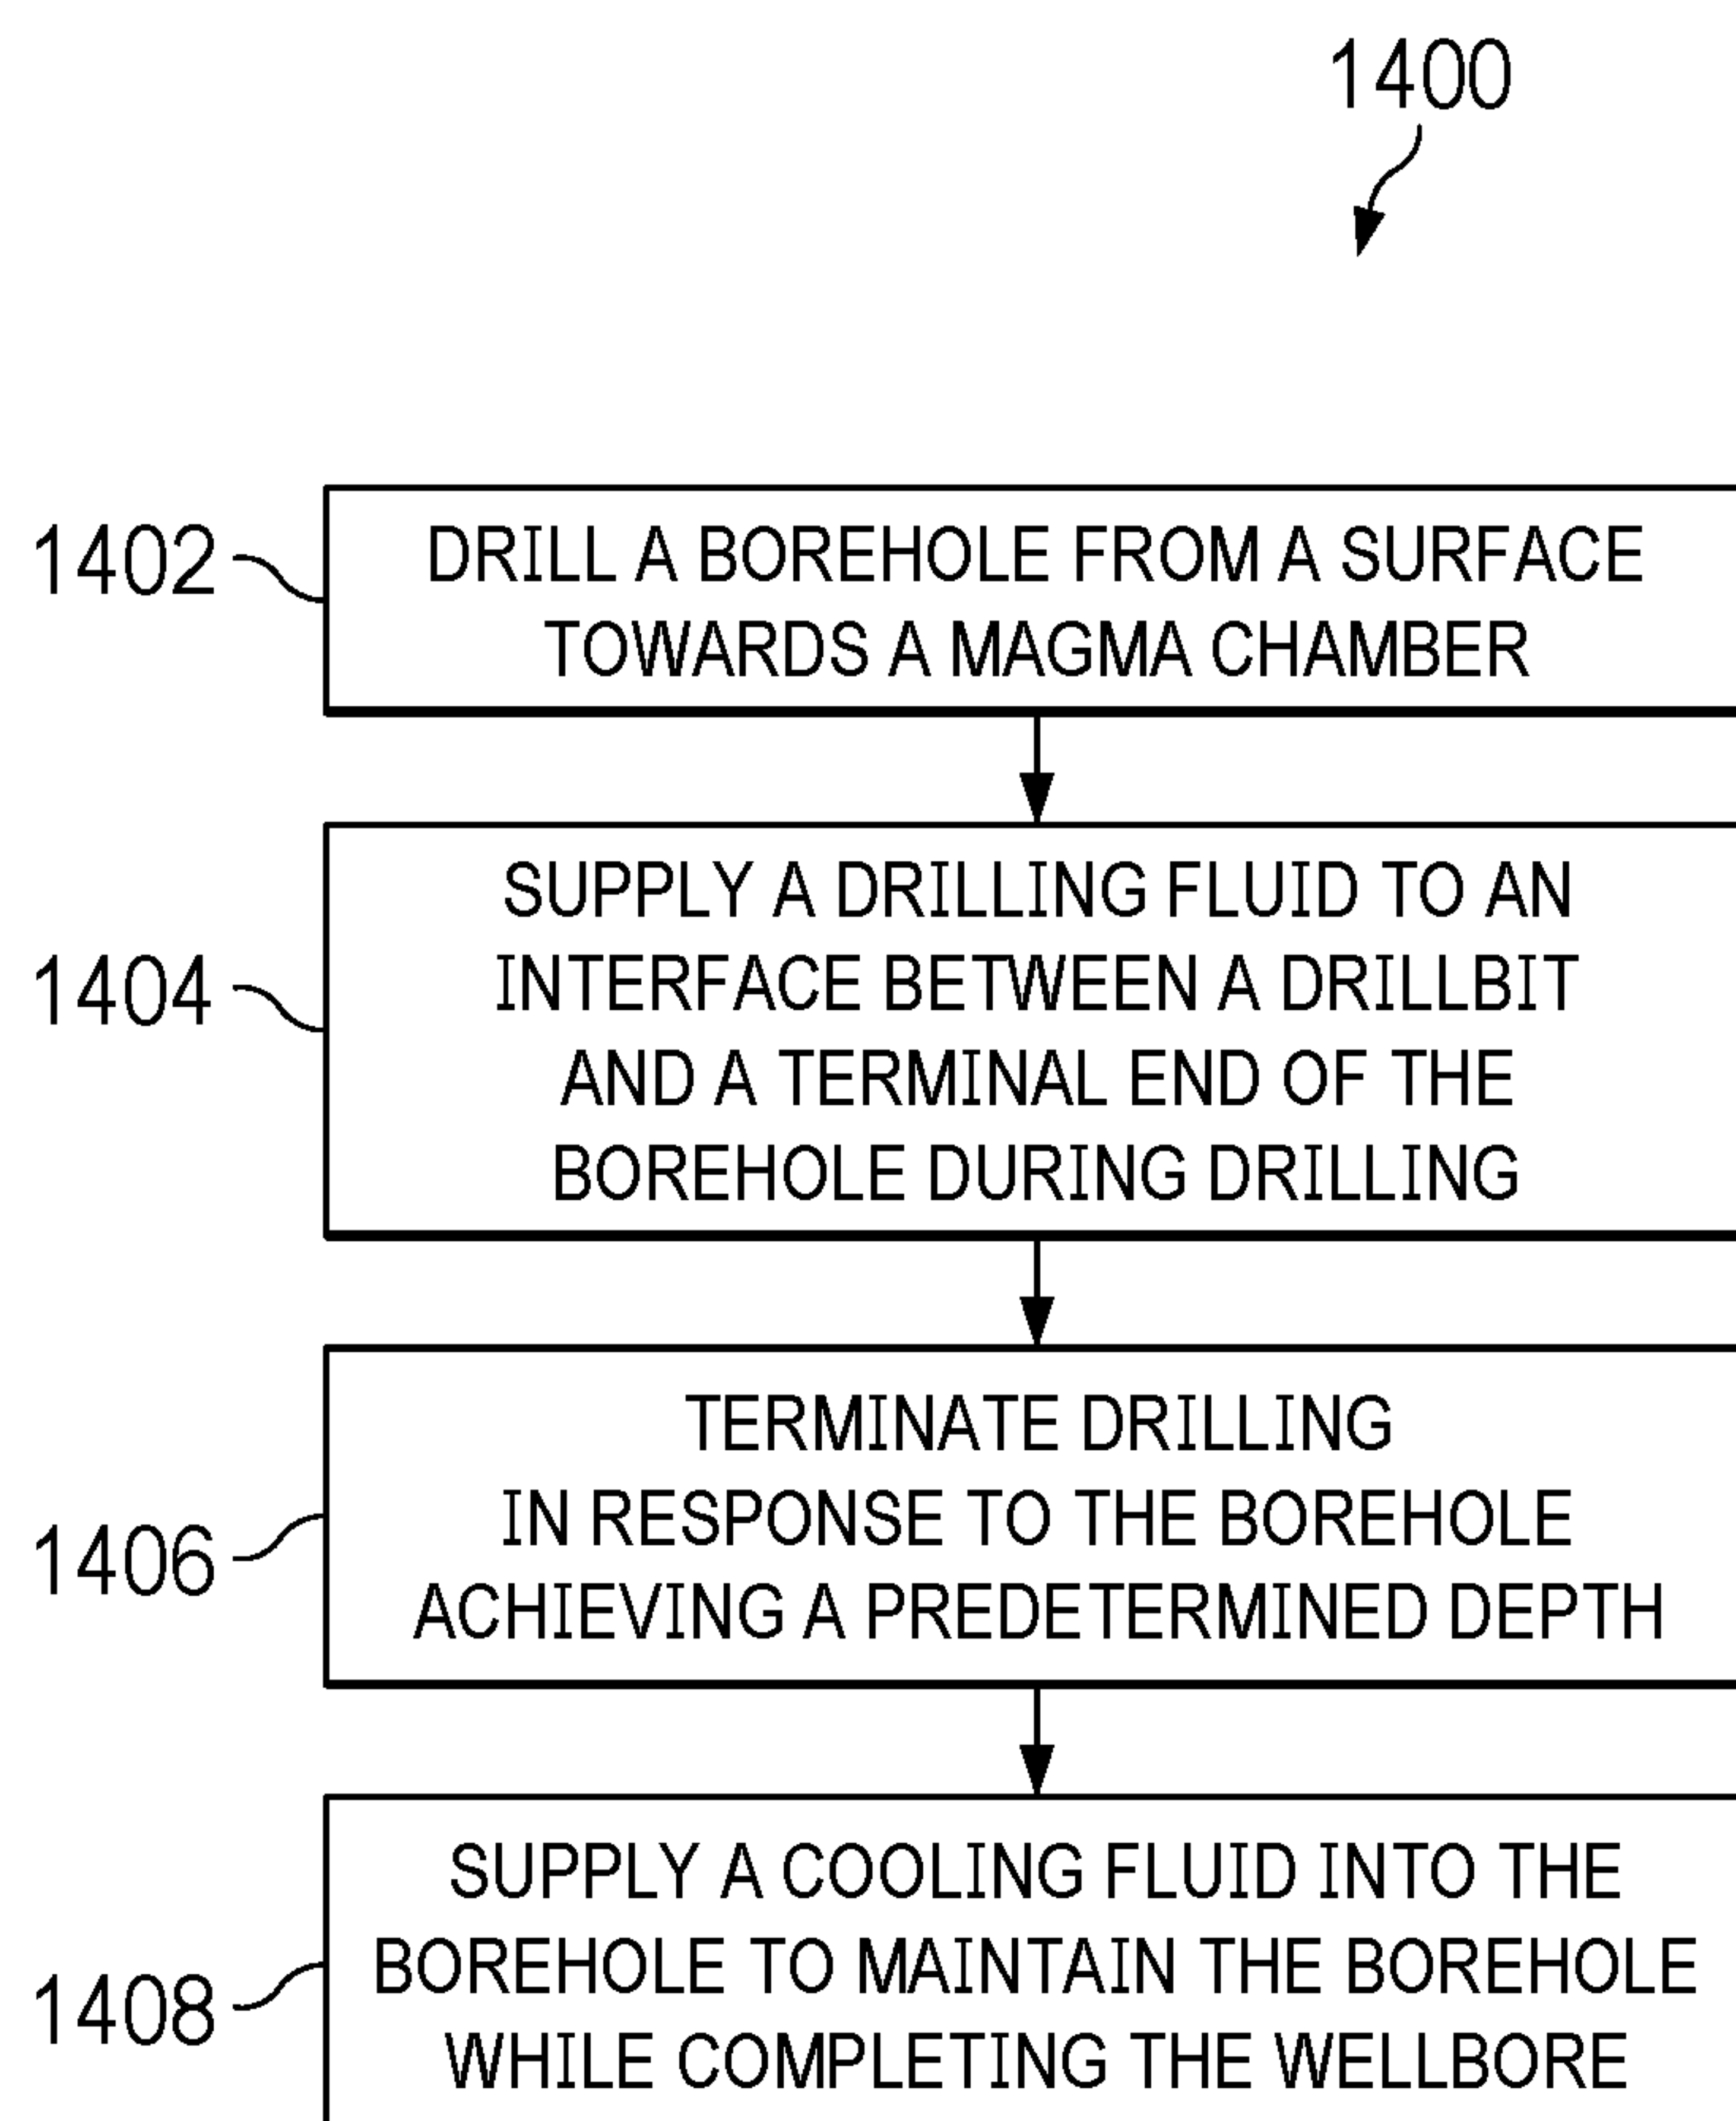 1400
1402
DRILL A BOREHOLE FROM A SURFACE
TOWARDS A MAGMA CHAMBER
1404
SUPPLY A DRILLING FLUID TO AN
INTERFACE BETWEEN A DRILLBIT
AND A TERMINAL END OF THE
BOREHOLE DURING DRILLING
1406
TERMINATE DRILLING
IN RESPONSE TO THE BOREHOLE
ACHIEVING A PREDETERMINED DEPTH
1408
SUPPLY A COOLING FLUID INTO THE
BOREHOLE TO MAINTAIN THE BOREHOLE
WHILE COMPLETING THE WELLBORE